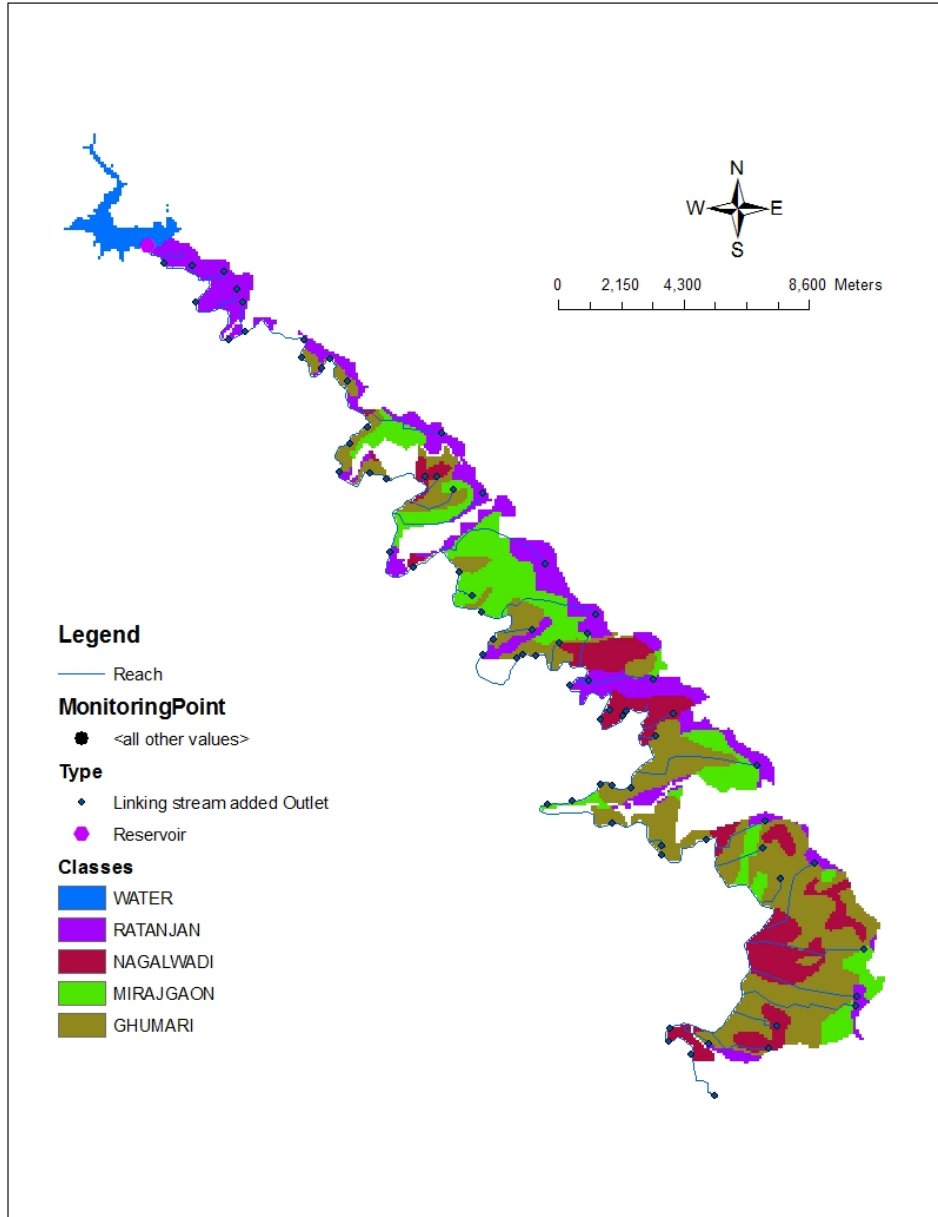 N
W E
S
0 2,150 4,300 8,600 Meters
Legend
Reach
MonitoringPoint
<all other values>
Type
Linking stream added Outlet
Reservoir
Classes
WATER
RATANJAN
NAGALWADI
MIRAJGAON
GHUMARI